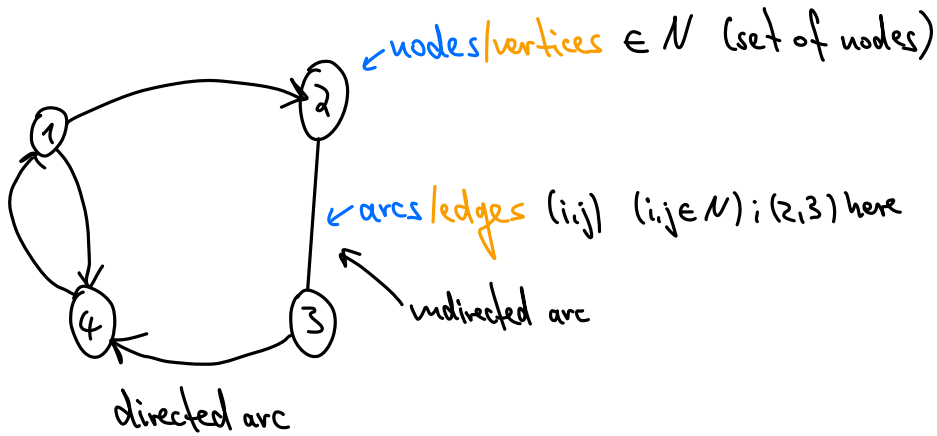 nodes/vertices ∈ N (set of nodes)
2
1
arcs/edges (i,j) (i,j ∈ N) ; (2,3) here
undirected arc
4
3
directed arc